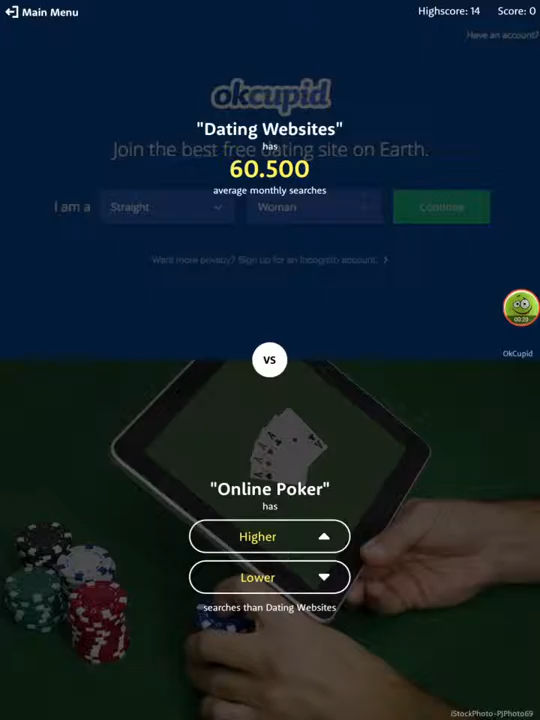 Main Menu
Highscore: 14
Score: 0
Have an account?
okcupid
"Dating Websites"
has
Join the best free dating site on Earth.
60.500
average monthly searches
I am a
Straight
Woman
Continue
Want more privacy? Sign up for an incognito account.
00:29
OkCupid
VS
"Online Poker"
has
Higher
Lower
searches than Dating Websites
iStockPhoto-PJPhoto69